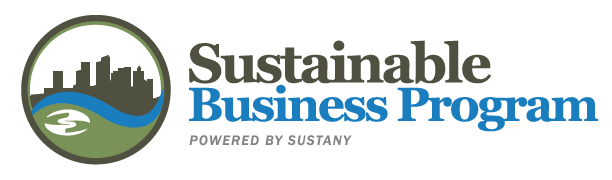 Sustainable
Business Program
POWERED BY SUSTANY